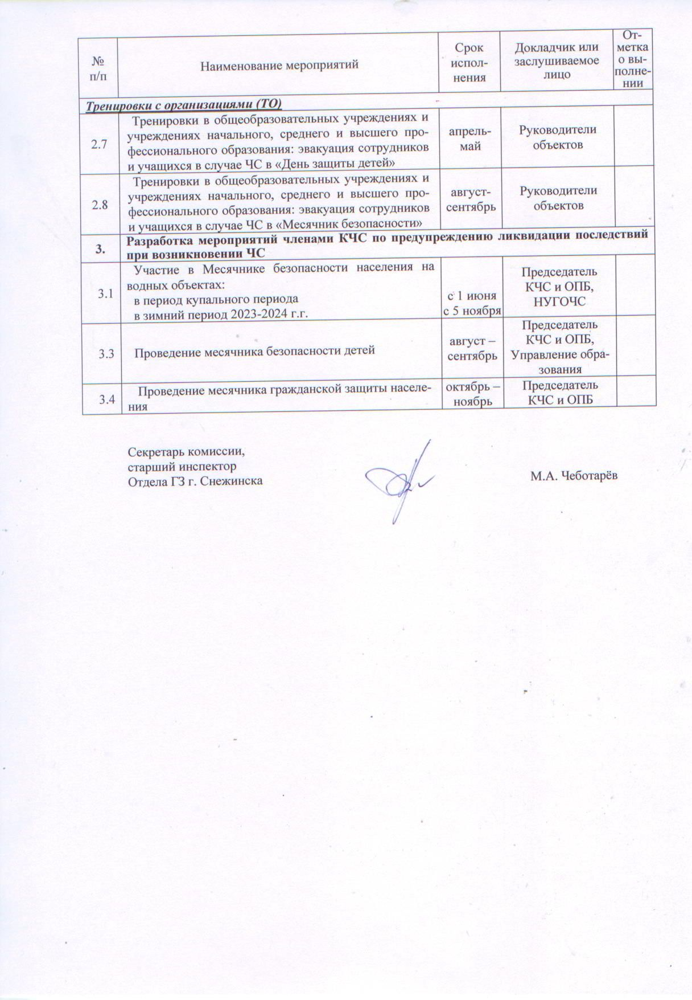 №
п/п
Наименование мероприятий
Срок
испол-
нения
Докладчик или
заслушиваемое
лицо
От-
метка
о вы-
полне-
нии
Тренировки с организациями (ТО)
2.7
Тренировки в общеобразовательных учреждениях и
учреждениях начального, среднего и высшего про-
фессионального образования: эвакуация сотрудников
и учащихся в случае ЧС в «День защиты детей»
апрель-
май
Руководители
объектов
2.8
Тренировки в общеобразовательных учреждениях и
учреждениях начального, среднего и высшего про-
фессионального образования: эвакуация сотрудников
и учащихся в случае ЧС в «Месячник безопасности»
август-
сентябрь
Руководители
объектов
3.
Разработка мероприятий членами КЧС по предупреждению ликвидации последствий
при возникновении ЧС
3.1
Участие в Месячнике безопасности населения на
водных объектах:
в период купального периода
в зимний период 2023-2024 г.г.
с 1 июня
с 5 ноября
Председатель
КЧС и ОПБ,
НУГОЧС
3.3
Проведение месячника безопасности детей
август –
сентябрь
Председатель
КЧС и ОПБ,
Управление обра-
зования
3.4
Проведение месячника гражданской защиты населе-
ния
октябрь –
ноябрь
Председатель
КЧС и ОПБ
Секретарь комиссии,
старший инспектор
Отдела ГЗ г. Снежинска
М.А. Чеботарёв